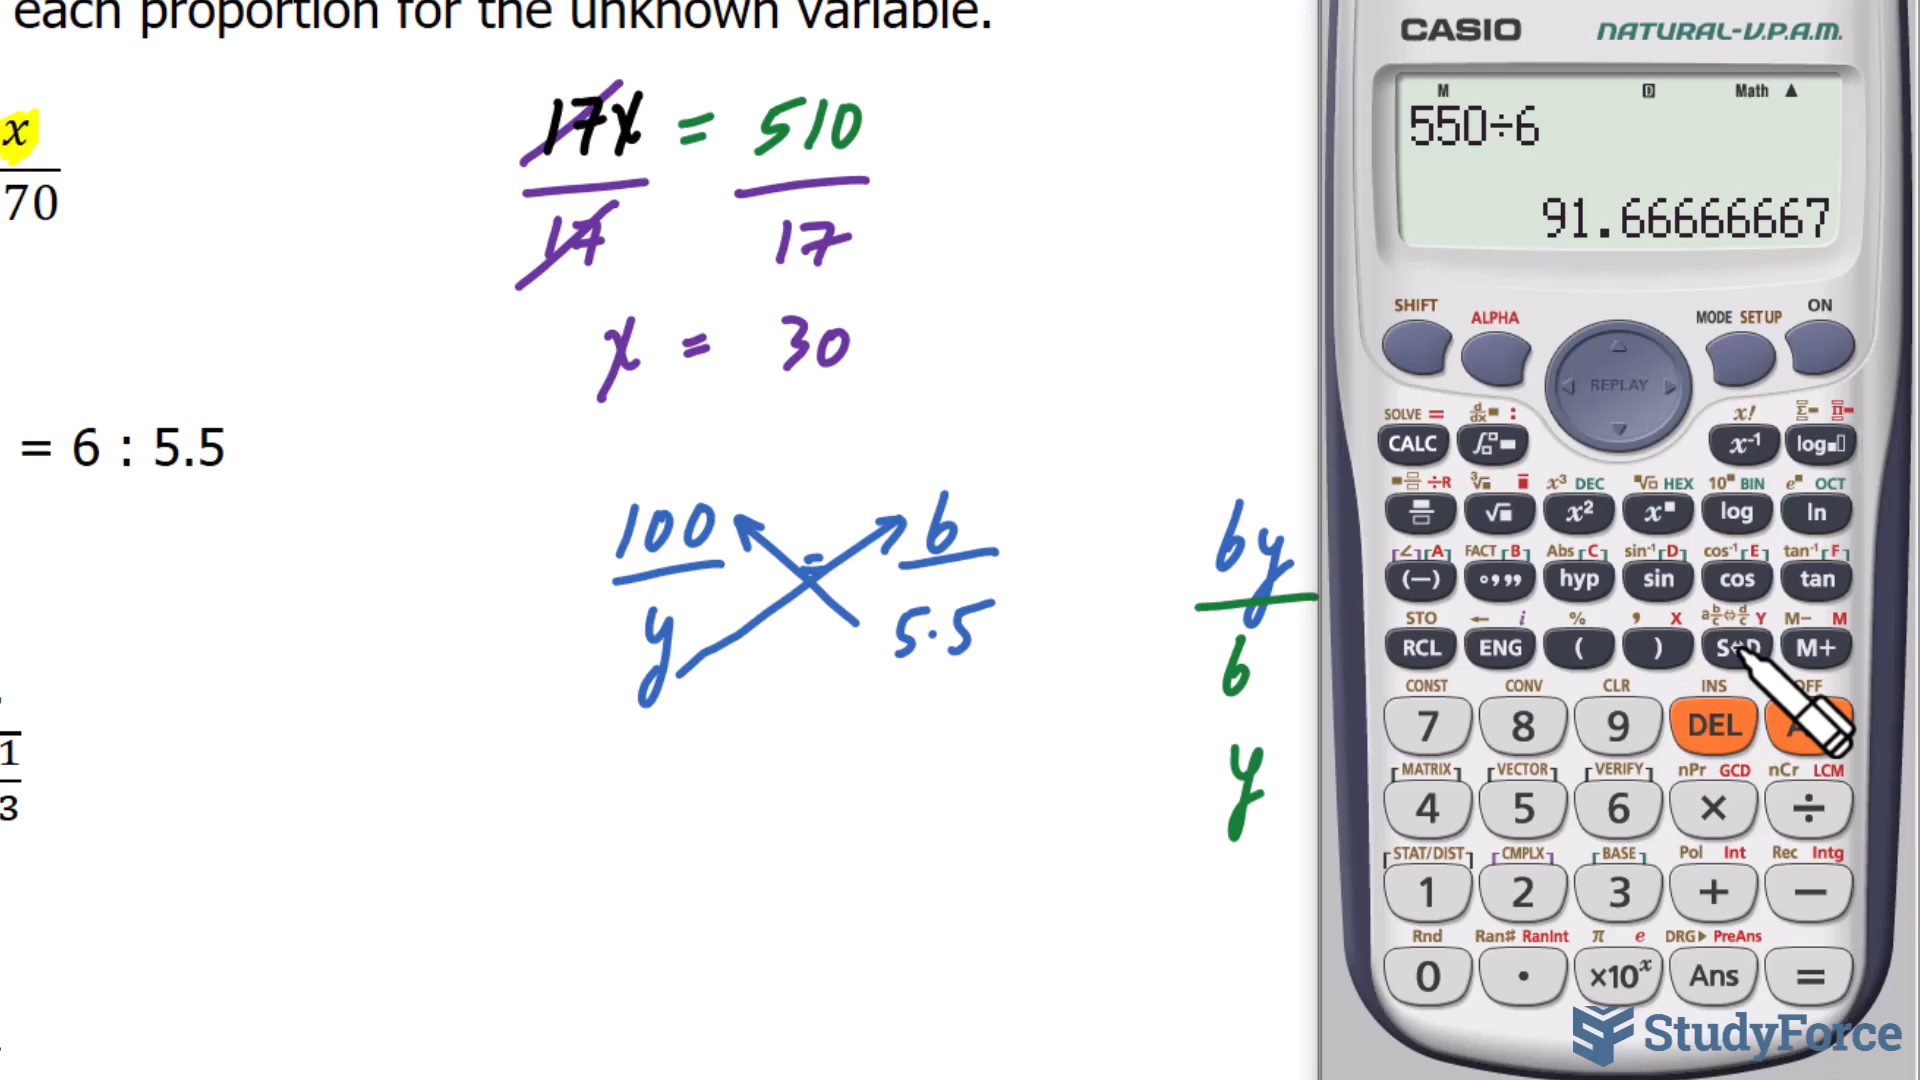 each proportion for the unknown variable.
x
70
17x = 510
17 17
x = 30
= 6 : 5.5
100 = 6
y 5.5
6y
6
y
1
3
CASIO NATURAL-V.P.A.M.
M D Math ▲
550÷6
91.66666667
SHIFT ALPHA MODE SETUP ON
REPLAY
SOLVE = d/dx :  x! Σ Π
CALC ∫ x⁻¹ log
÷R ³√ x³ DEC √ HEX 10 BIN e OCT
√ x² x log ln
∠ A FACT B Abs C sin⁻¹ D cos⁻¹ E tan⁻¹ F
(−) °,,, hyp sin cos tan
STO ← i % , X a b/c⇔d/c Y M− M
RCL ENG ( ) S⇔D M+
CONST CONV CLR INS OFF
7 8 9 DEL
MATRIX VECTOR VERIFY nPr GCD nCr LCM
4 5 6 × ÷
STAT/DIST CMPLX BASE Pol Int Rec Intg
1 2 3 + −
Rnd Ran# RanInt π e DRG▶ PreAns
0 . ×10ˣ Ans =
StudyForce